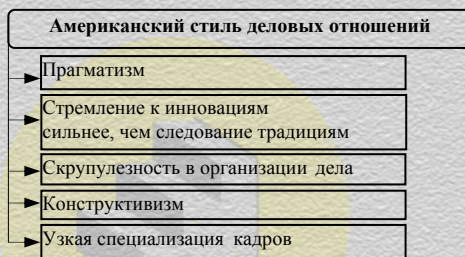 Американский стиль деловых отношений
Прагматизм
Стремление к инновациям
сильнее, чем следование традициям
Скрупулезность в организации дела
Конструктивизм
Узкая специализация кадров